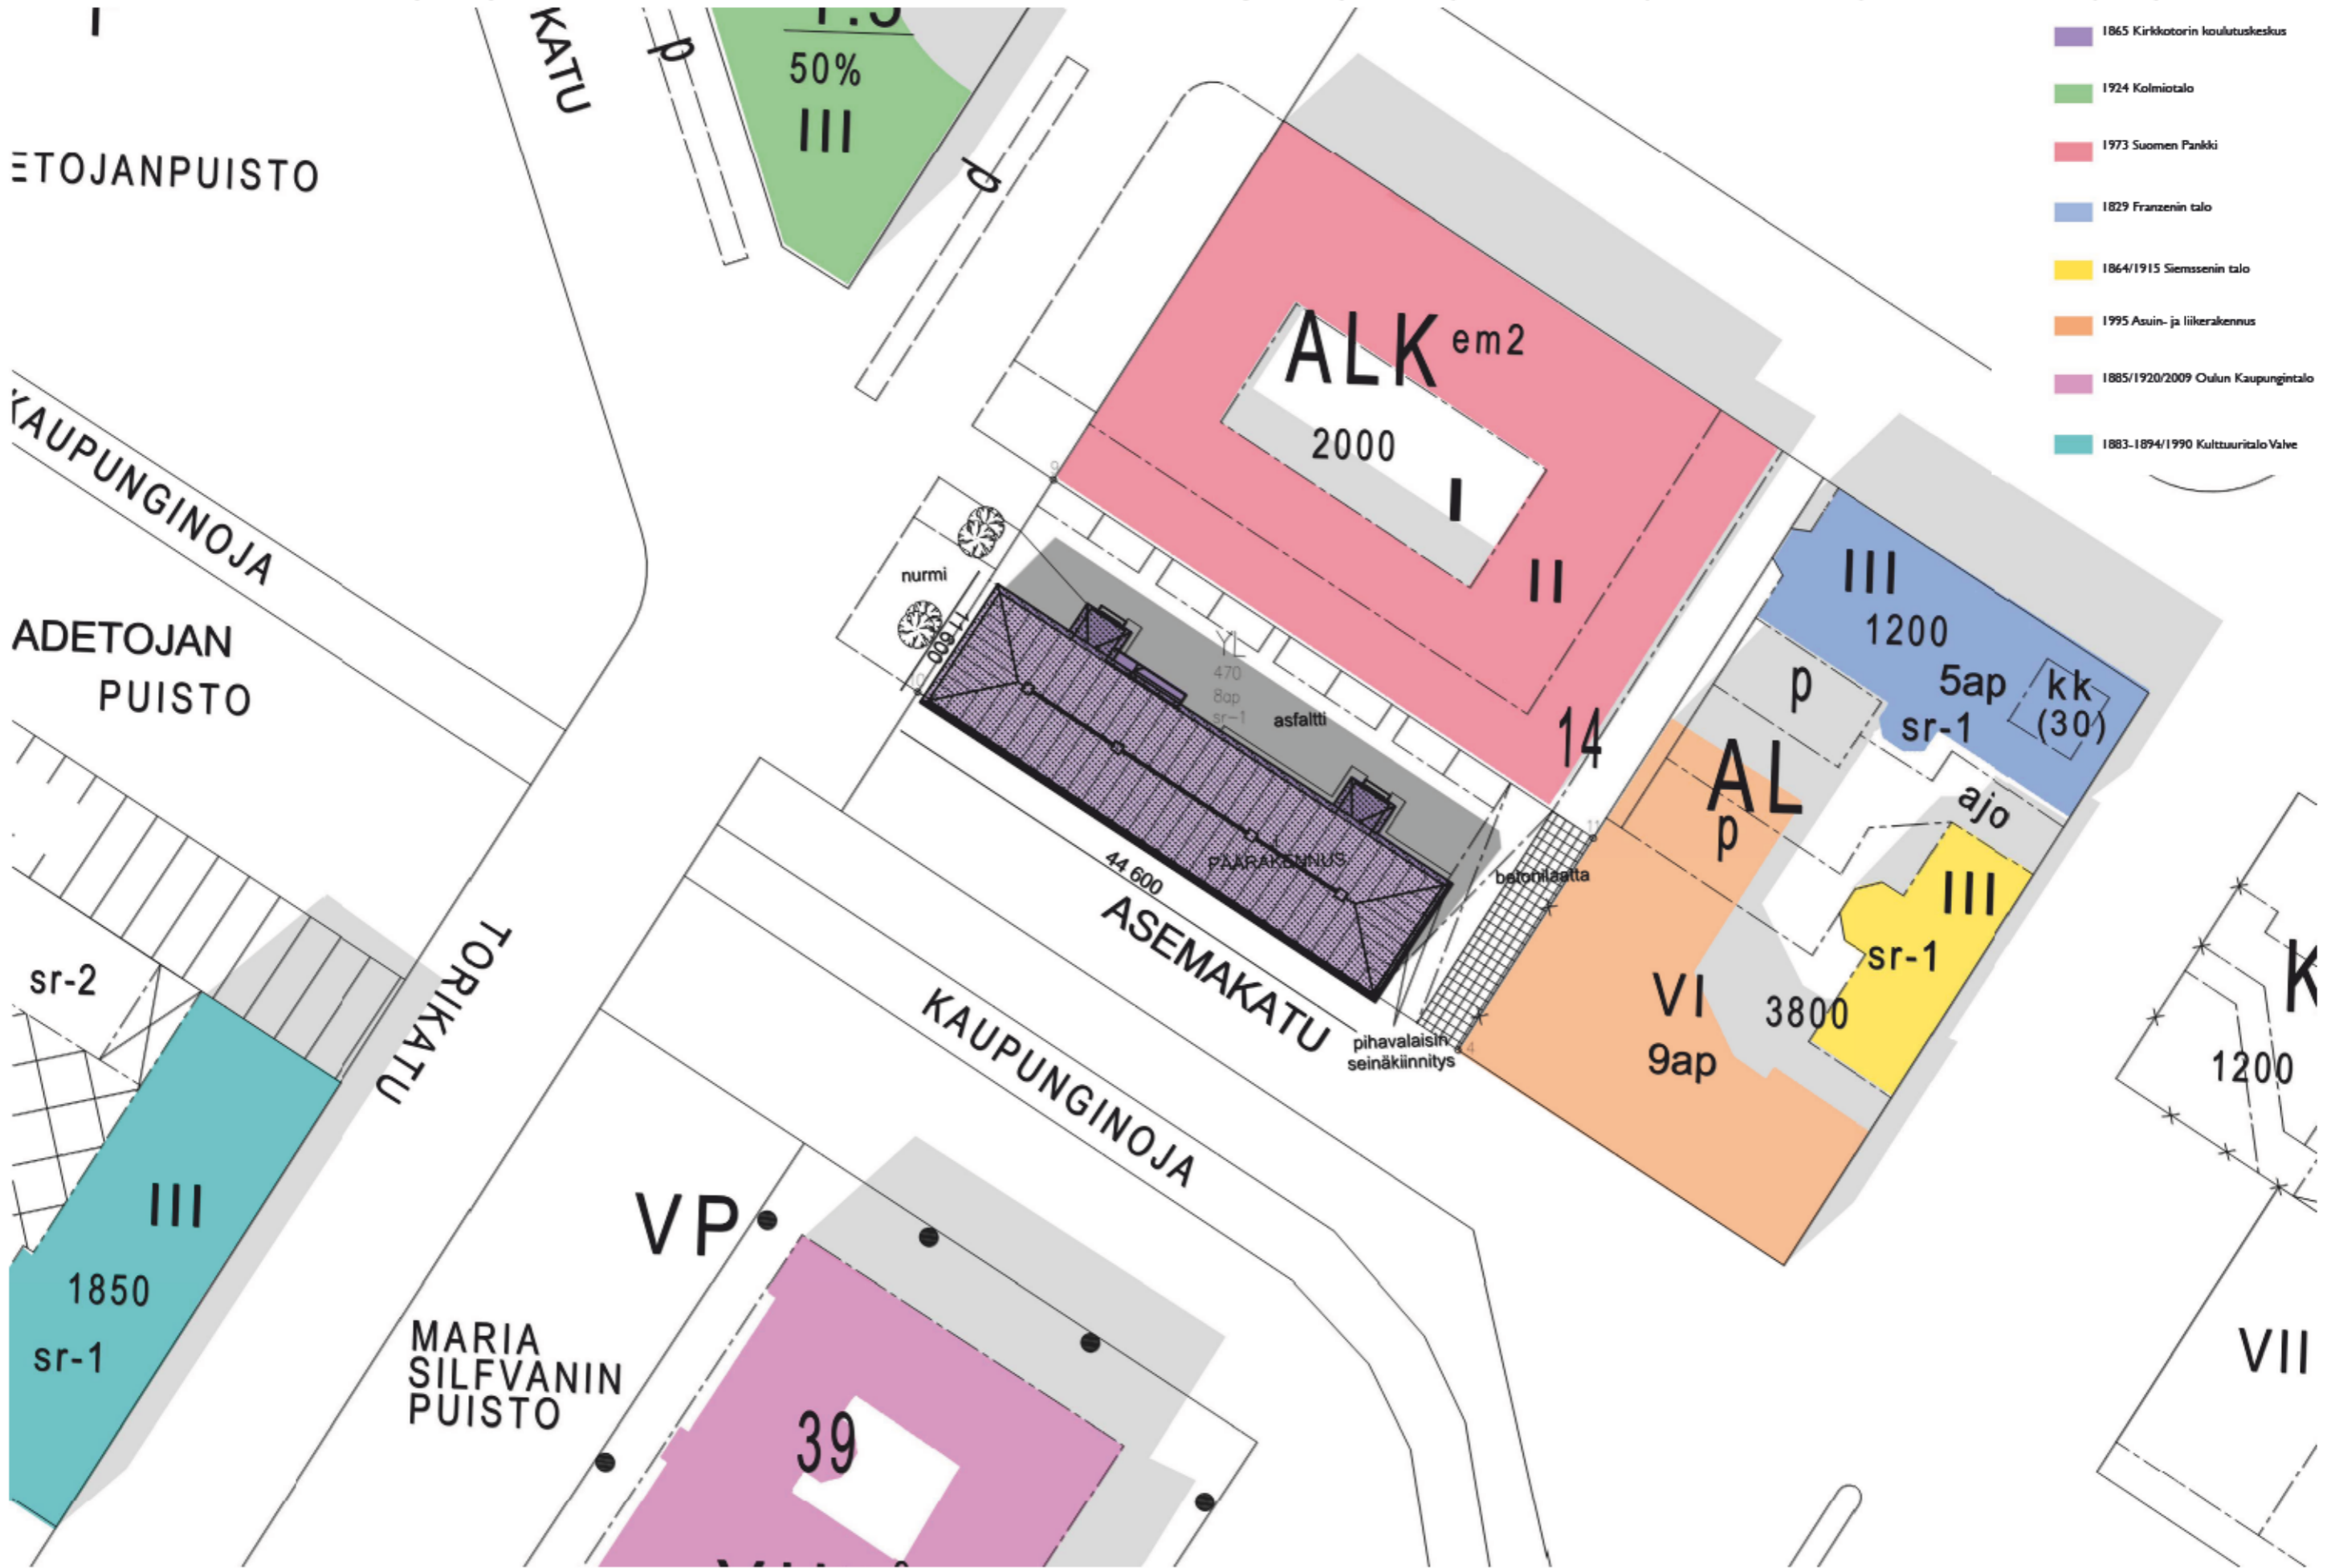 1865 Kirkkotorin koulutuskeskus
1924 Kolmiotalo
1973 Suomen Pankki
1829 Franzenin talo
1864/1915 Siemssenin talo
1995 Asuin- ja liikerakennus
1885/1920/2009 Oulun Kaupungintalo
1883-1894/1990 Kulttuuritalo Valve
KATU
p
50%
III
p
ETOJANPUISTO
ALK em2
2000
I
II
14
KAUPUNGINOJA
ADETOJAN
PUISTO
9
nurmi
11 600
10
YL
470
8ap
sr-1
asfaltti
PÄÄRAKENNUS
44 600
ASEMAKATU
betonilaatta
11
pihavalaisin
seinäkiinnitys
4
III
1200
5ap
kk
(30)
sr-1
p
AL
p
ajo
III
sr-1
VI
3800
9ap
K
1200
VII
sr-2
TORIKATU
KAUPUNGINOJA
III
1850
sr-1
VP
MARIA
SILFVANIN
PUISTO
39